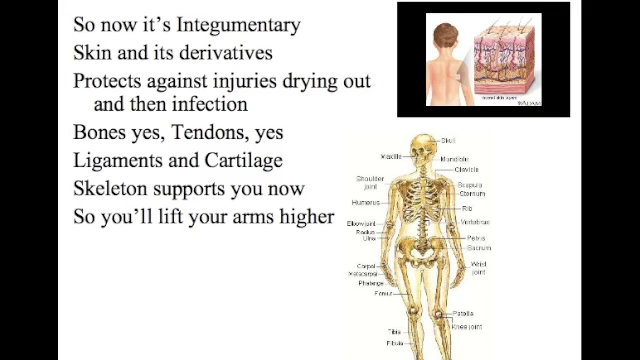 So now it's Integumentary
Skin and its derivatives
Protects against injuries drying out
and then infection
Bones yes, Tendons, yes
Ligaments and Cartilage
Skeleton supports you now
So you'll lift your arms higher
Skull
Maxillae
Mandible
Clavicle
Shoulder
joint
Scapula
Sternum
Humerus
Rib
Elbow joint
Vertebrae
Radius
Ulna
Pelvis
Sacrum
Carpal
Metacarpal
Phalange
Wrist
joint
Femur
Patella
Knee joint
Tibia
Fibula